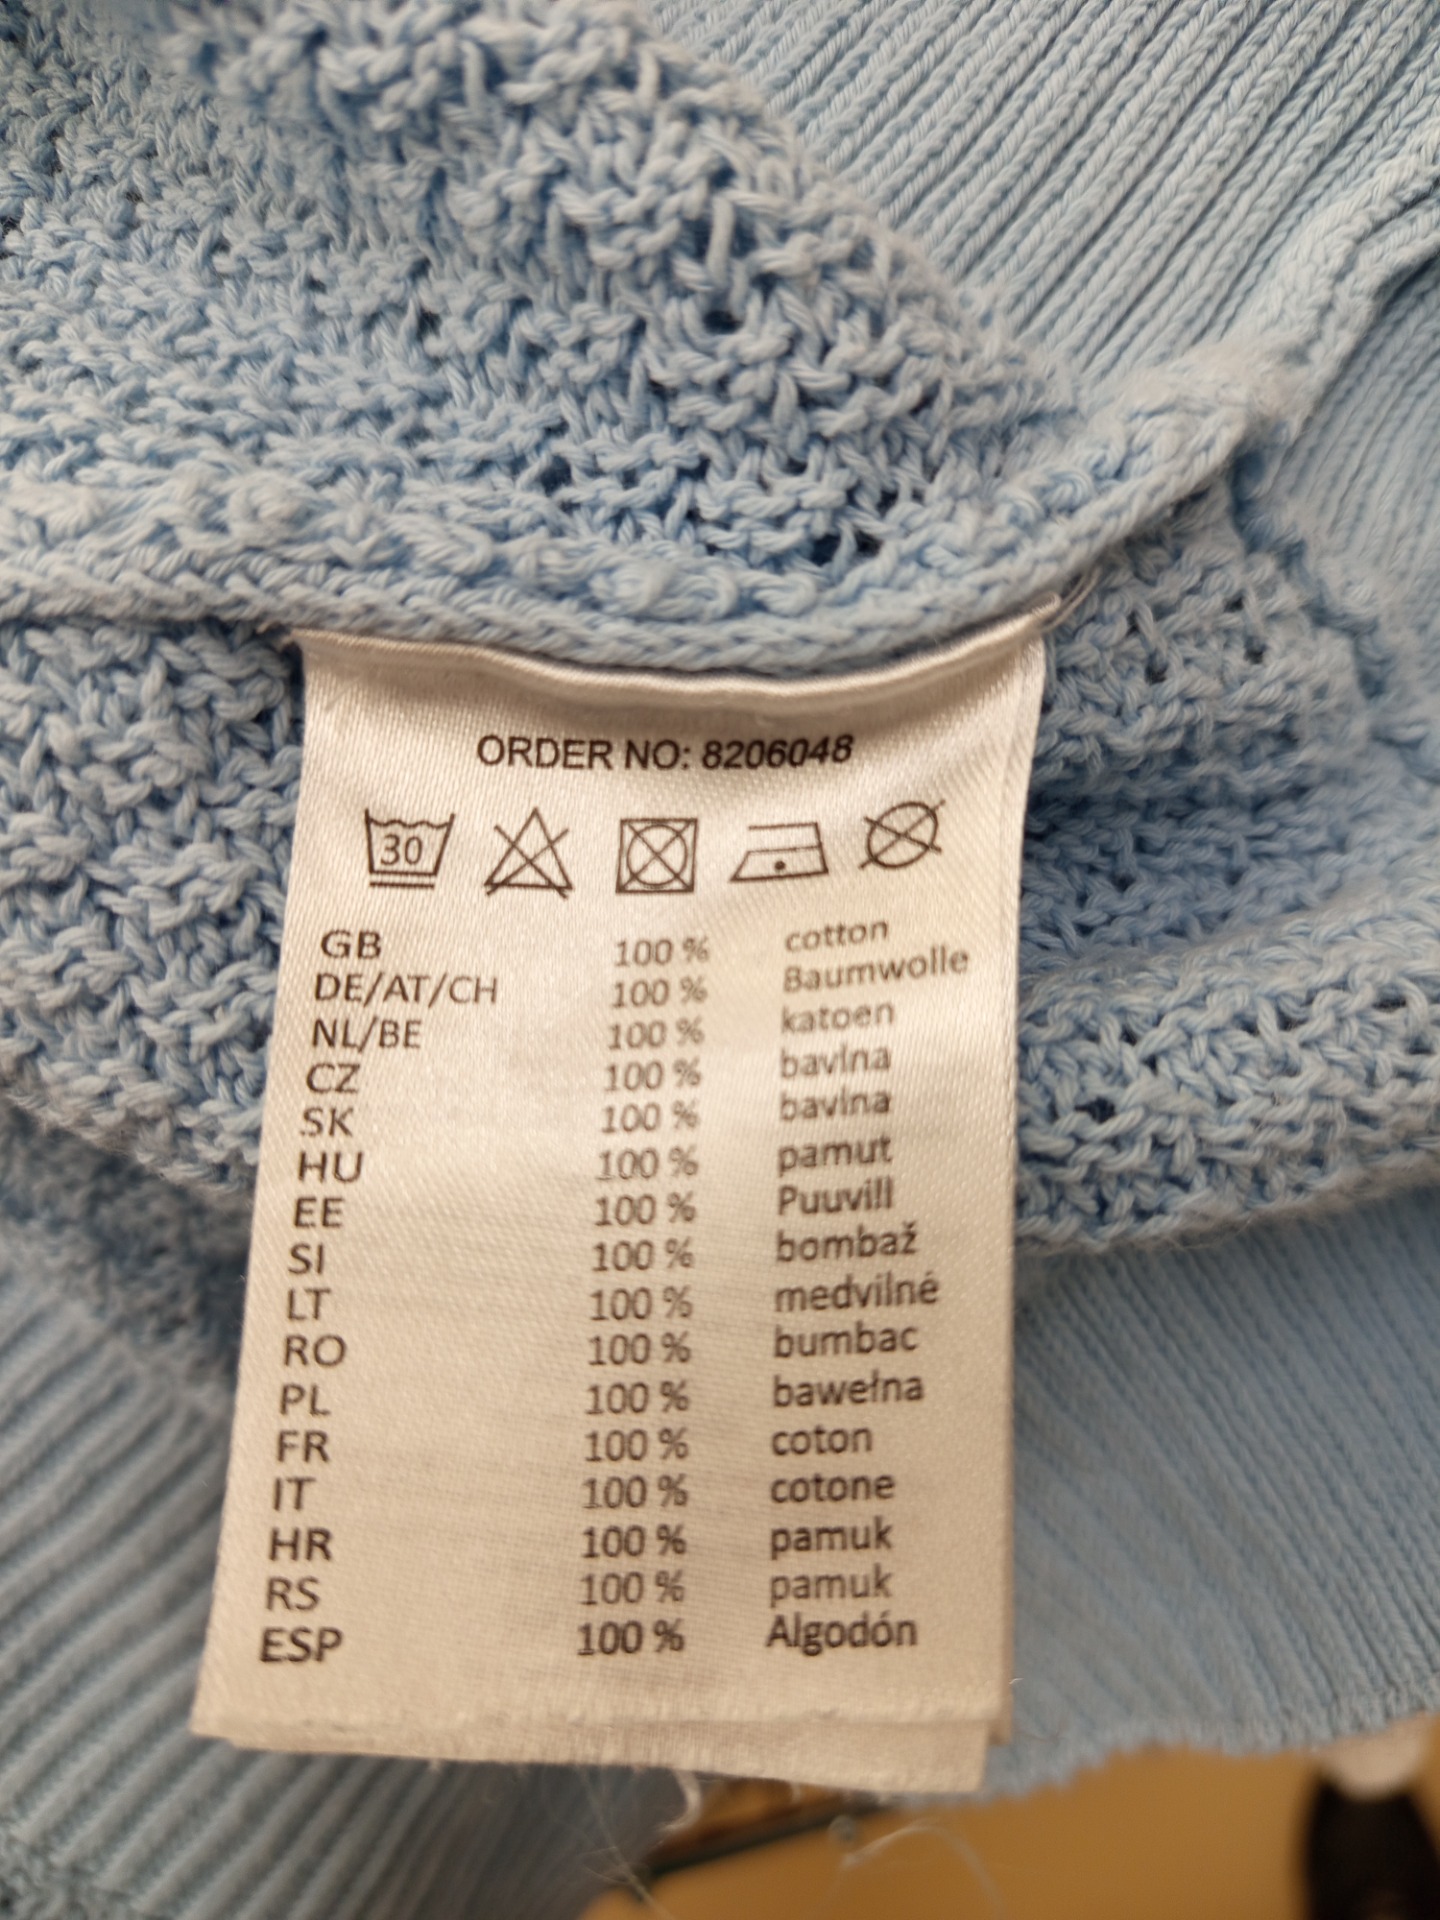 ORDER NO: 8206048
30
GB 100 % cotton
DE/AT/CH 100 % Baumwolle
NL/BE 100 % katoen
CZ 100 % bavlna
SK 100 % bavlna
HU 100 % pamut
EE 100 % Puuvill
SI 100 % bombaž
LT 100 % medvilné
RO 100 % bumbac
PL 100 % bawełna
FR 100 % coton
IT 100 % cotone
HR 100 % pamuk
RS 100 % pamuk
ESP 100 % Algodón